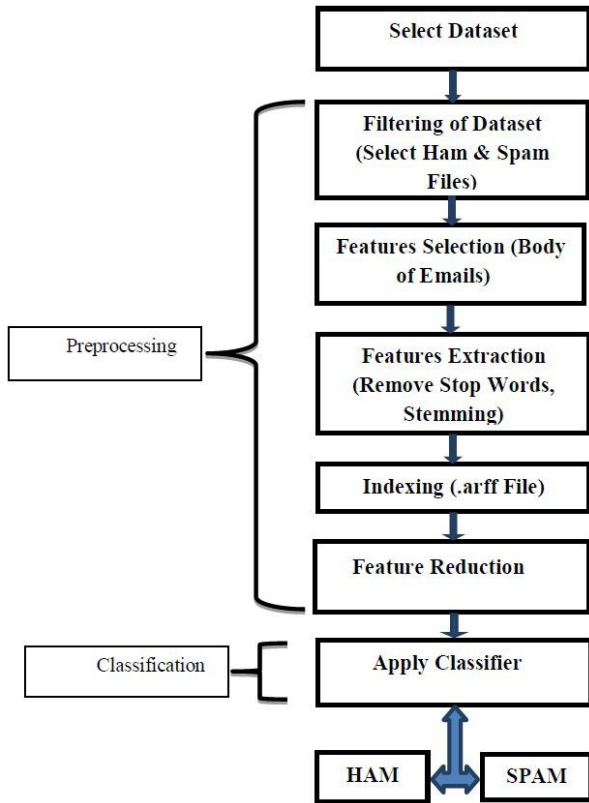 Select Dataset
Filtering of Dataset
(Select Ham & Spam
Files)
Features Selection (Body
of Emails)
Preprocessing
Features Extraction
(Remove Stop Words,
Stemming)
Indexing (.arff File)
Feature Reduction
Classification
Apply Classifier
HAM
SPAM